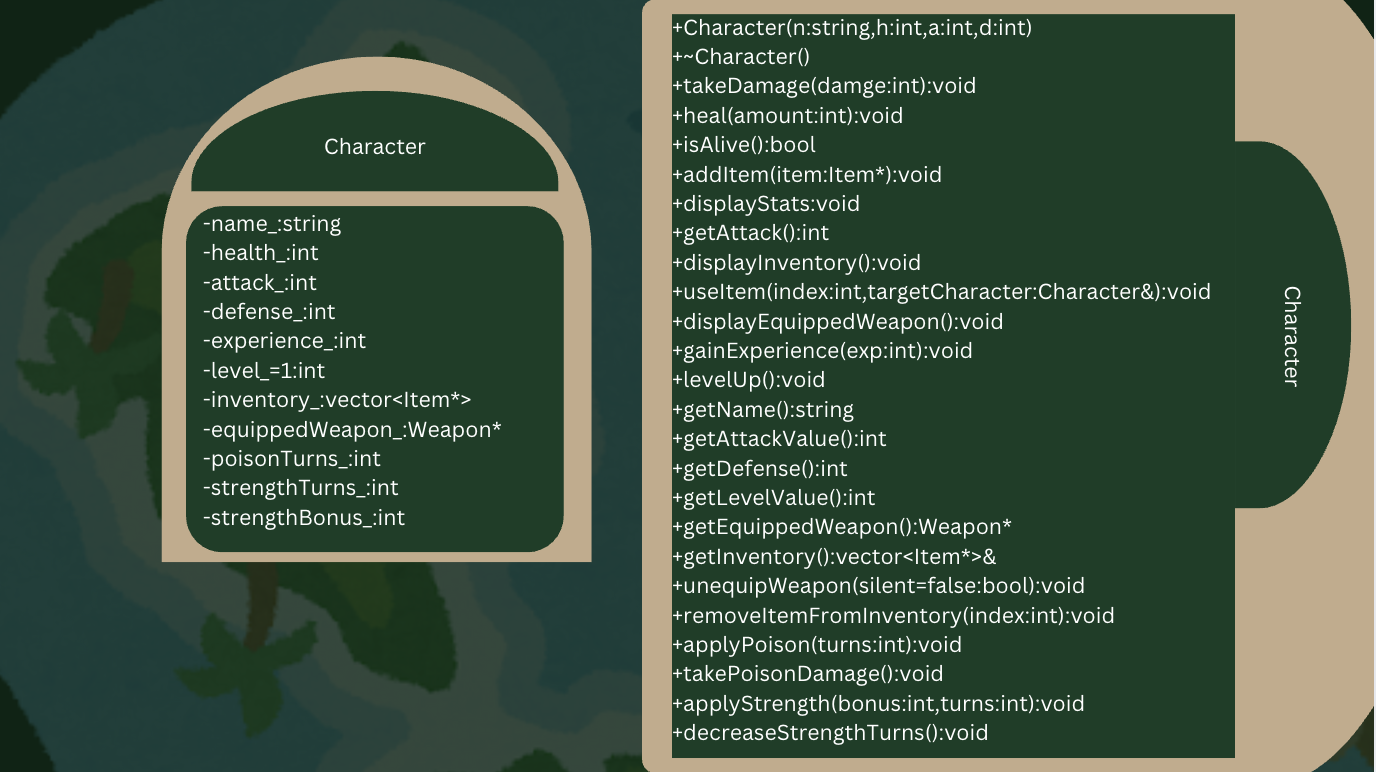 Character
-name_:string
-health_:int
-attack_:int
-defense_:int
-experience_:int
-level_=1:int
-inventory_:vector<Item*>
-equippedWeapon_:Weapon*
-poisonTurns_:int
-strengthTurns_:int
-strengthBonus_:int
+Character(n:string,h:int,a:int,d:int)
+~Character()
+takeDamage(damge:int):void
+heal(amount:int):void
+isAlive():bool
+addItem(item:Item*):void
+displayStats:void
+getAttack():int
+displayInventory():void
+useItem(index:int,targetCharacter:Character&):void
+displayEquippedWeapon():void
+gainExperience(exp:int):void
+levelUp():void
+getName():string
+getAttackValue():int
+getDefense():int
+getLevelValue():int
+getEquippedWeapon():Weapon*
+getInventory():vector<Item*>&
+unequipWeapon(silent=false:bool):void
+removeItemFromInventory(index:int):void
+applyPoison(turns:int):void
+takePoisonDamage():void
+applyStrength(bonus:int,turns:int):void
+decreaseStrengthTurns():void
Character